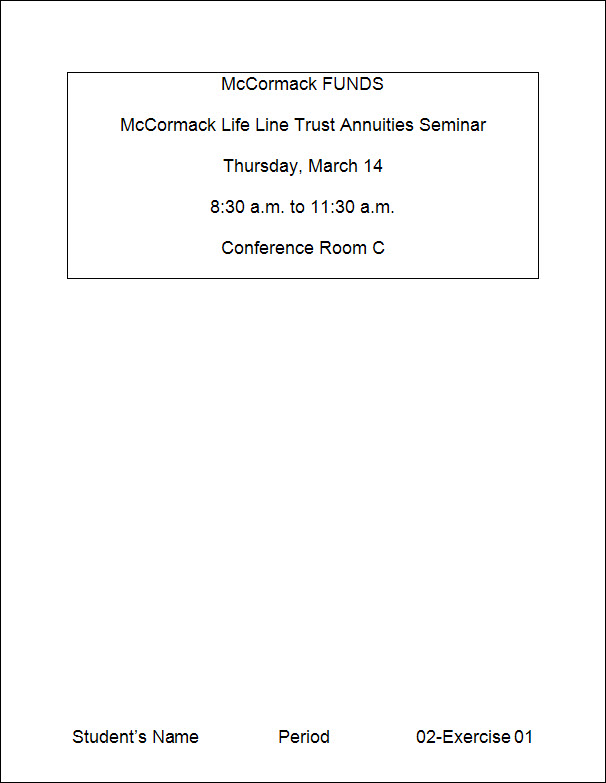 McCormack FUNDS
McCormack Life Line Trust Annuities Seminar
Thursday, March 14
8:30 a.m. to 11:30 a.m.
Conference Room C
Student’s Name Period 02-Exercise 01